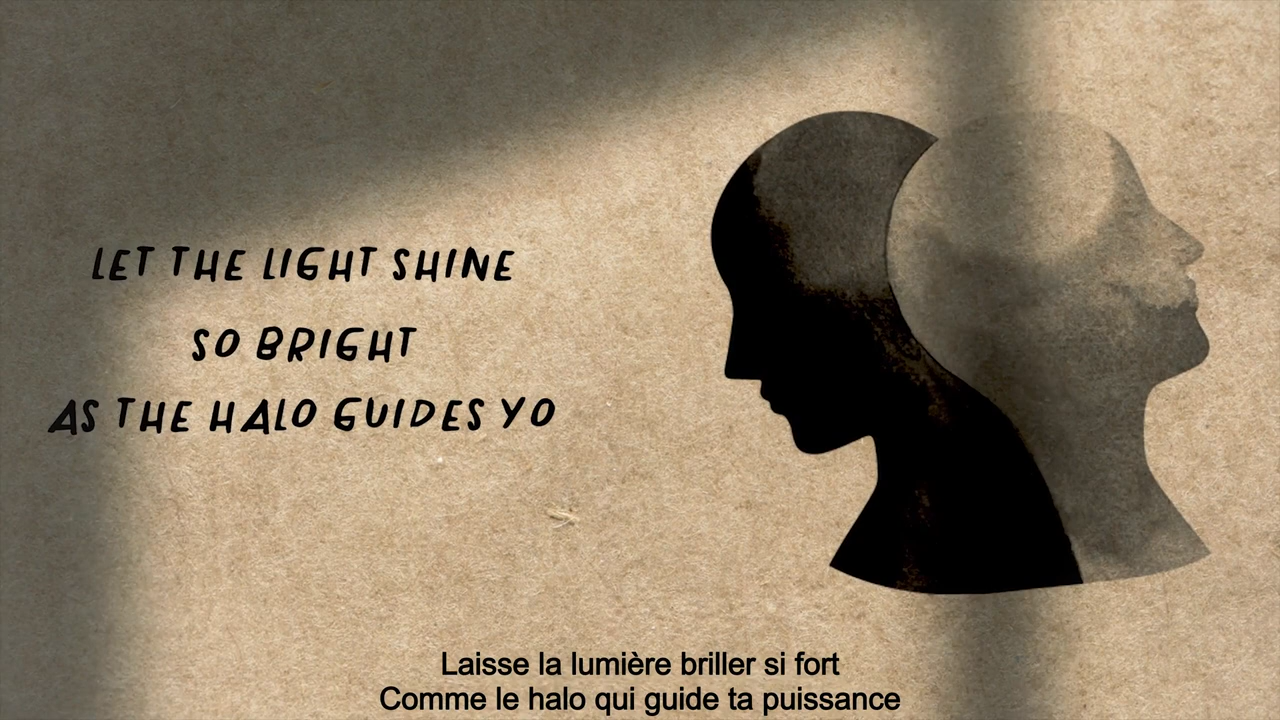 LET THE LIGHT SHINE
SO BRIGHT
AS THE HALO GUIDES YO
Laisse la lumière briller si fort
Comme le halo qui guide ta puissance